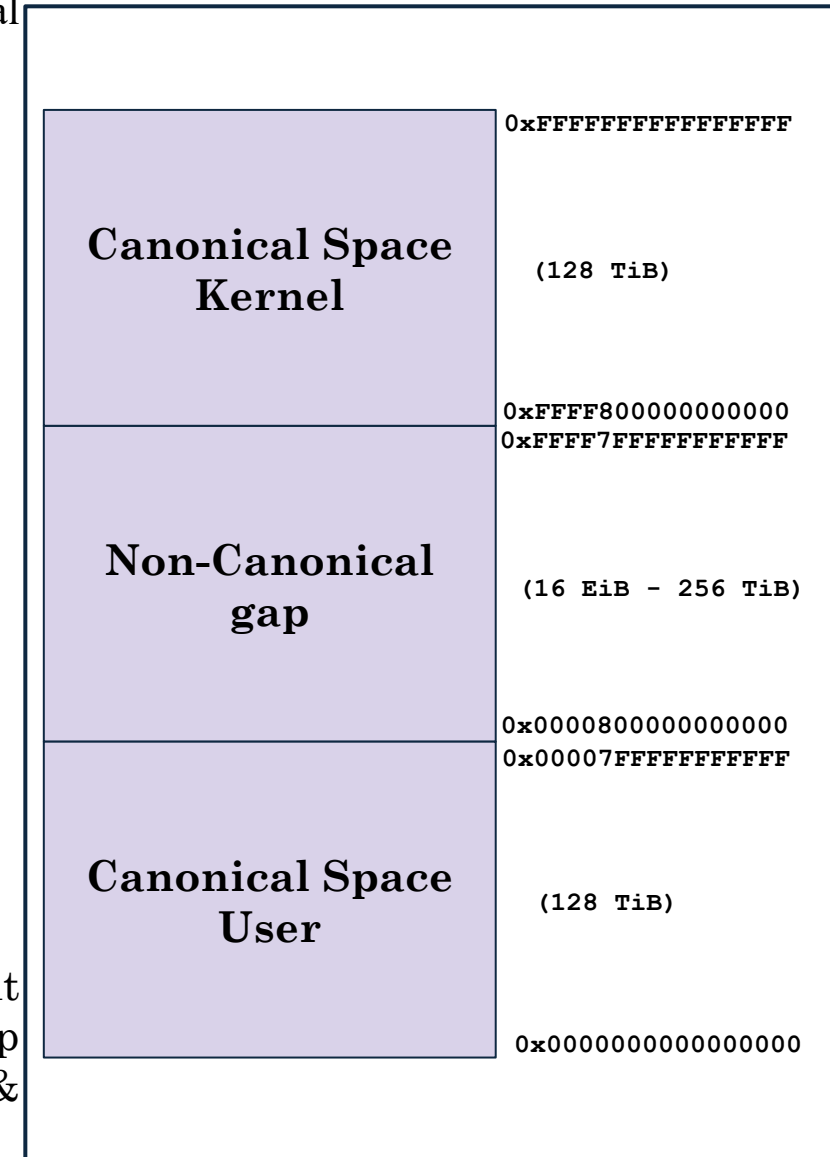 al
0xFFFFFFFFFFFFFFFF
Canonical Space
Kernel
(128 TiB)
0xFFFF800000000000
0xFFFF7FFFFFFFFFFF
Non-Canonical
gap
(16 EiB - 256 TiB)
0x0000800000000000
0x00007FFFFFFFFFFF
Canonical Space
User
(128 TiB)
p
0x0000000000000000
&